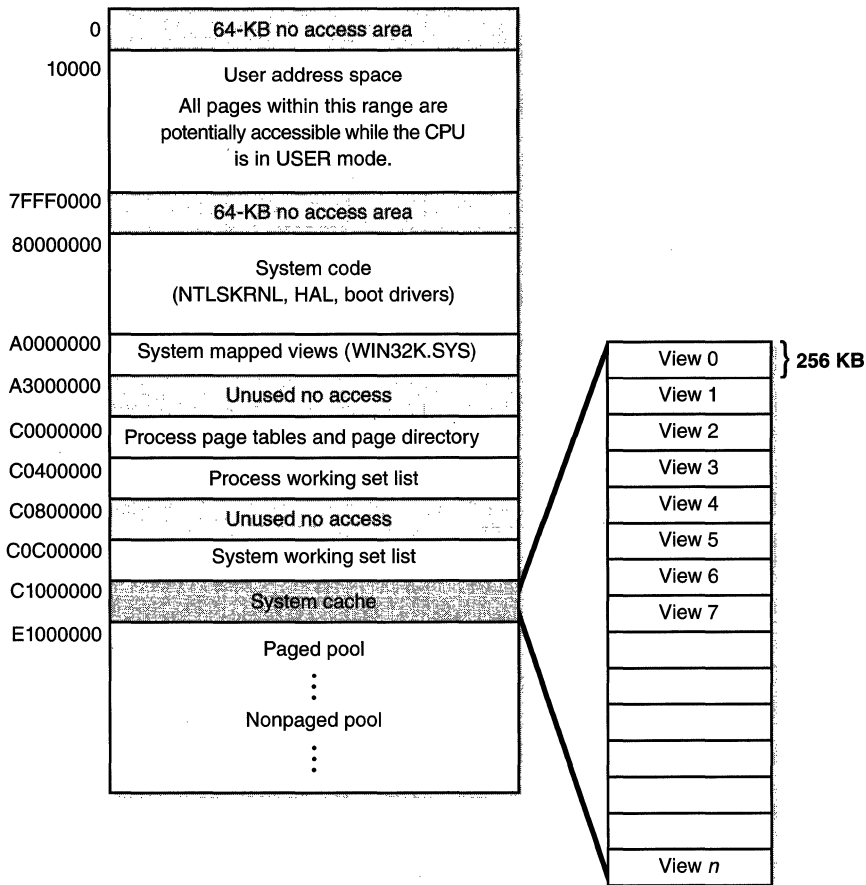 0
64-KB no access area
10000
User address space
All pages within this range are
potentially accessible while the CPU
is in USER mode.
7FFF0000
64-KB no access area
80000000
System code
(NTLSKRNL, HAL, boot drivers)
A0000000
System mapped views (WIN32K.SYS)
A3000000
Unused no access
C0000000
Process page tables and page directory
C0400000
Process working set list
C0800000
Unused no access
C0C00000
System working set list
C1000000
System cache
E1000000
Paged pool
Nonpaged pool
View 0
256 KB
View 1
View 2
View 3
View 4
View 5
View 6
View 7
View n